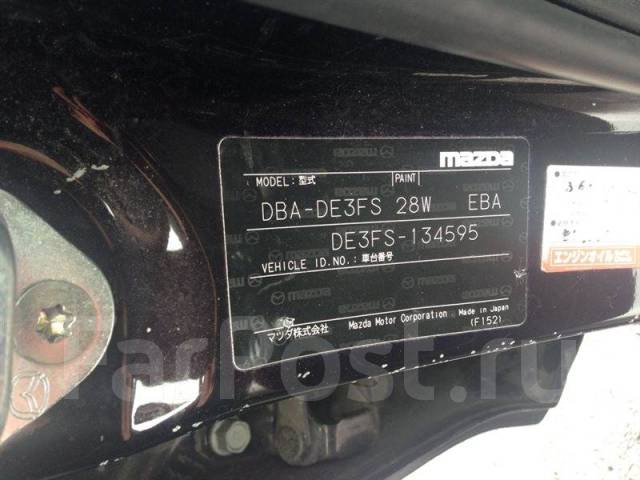 mazda
MODEL:型式 PAINT
DBA-DE3FS 28W EBA
DE3FS-134595
VEHICLE ID.NO.:車台番号
マツダ株式会社 Mazda Motor Corporation Made in Japan
(F152)
エンジンオイル
FarPost.ru